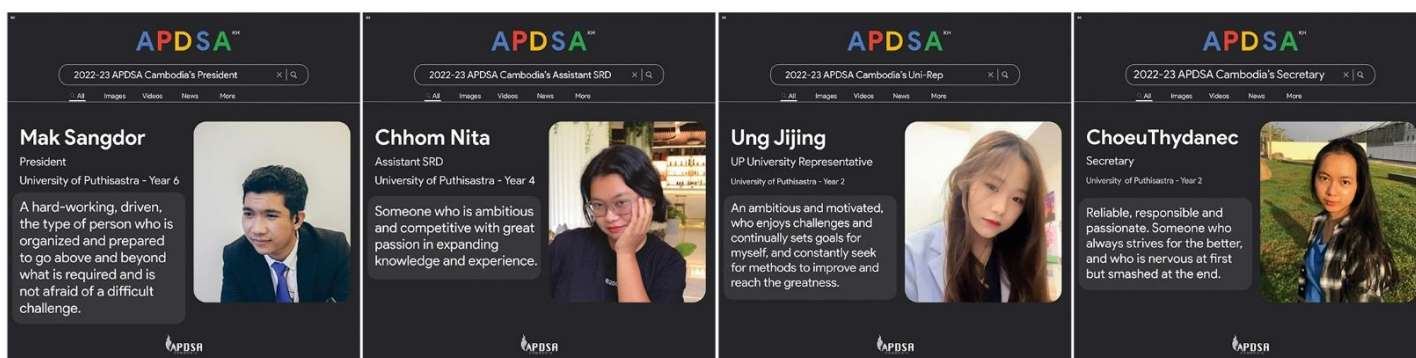 APDSA KH
2022-23 APDSA Cambodia's President
All Images Videos News More
Mak Sangdor
President
University of Puthisastra - Year 6
A hard-working, driven,
the type of person who is
organized and prepared
to go above and beyond
what is required and is
not afraid of a difficult
challenge.
APDSA
CAMBODIA
APDSA KH
2022-23 APDSA Cambodia's Assistant SRD
All Images Videos News More
Chhom Nita
Assistant SRD
University of Puthisastra - Year 4
Someone who is ambitious
and competitive with great
passion in expanding
knowledge and experience.
APDSA
CAMBODIA
APDSA KH
2022-23 APDSA Cambodia's Uni-Rep
All Images Videos News More
Ung Jijing
UP University Representative
University of Puthisastra - Year 2
An ambitious and motivated,
who enjoys challenges and
continually sets goals for
myself, and constantly seek
for methods to improve and
reach the greatness.
APDSA
CAMBODIA
APDSA KH
2022-23 APDSA Cambodia's Secretary
All Images Videos News More
ChoeuThydanec
Secretary
University of Puthisastra - Year 2
Reliable, responsible and
passionate. Someone who
always strives for the better,
and who is nervous at first
but smashed at the end.
APDSA
CAMBODIA